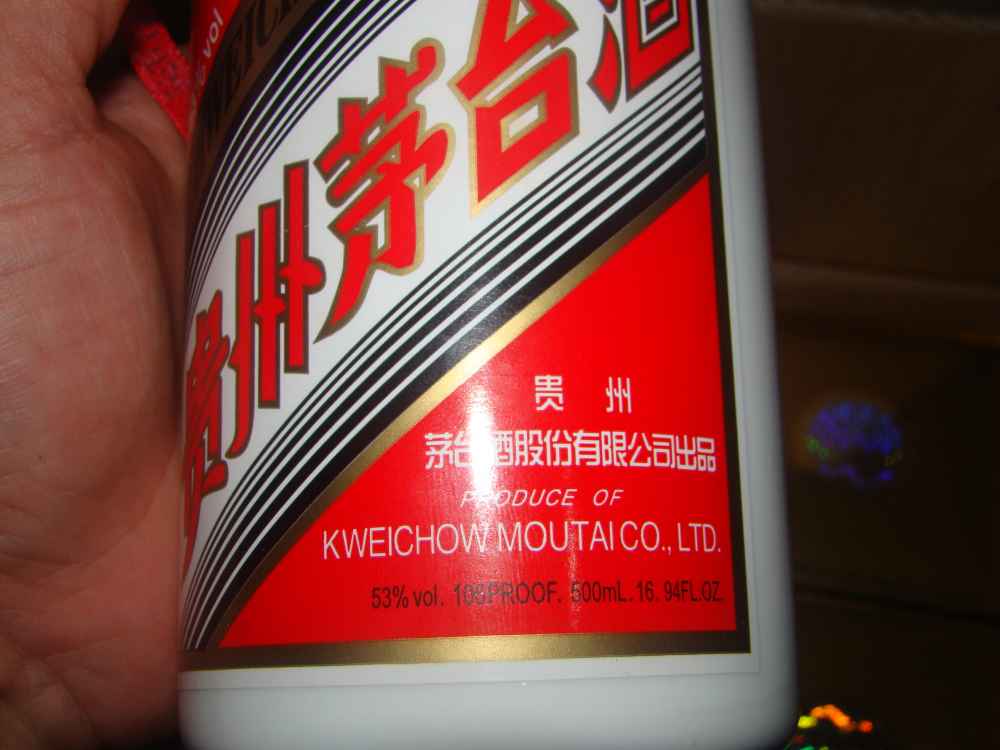 % vol
KWEICH
贵州茅台酒
贵 州
茅台酒股份有限公司出品
PRODUCE OF
KWEICHOW MOUTAI CO., LTD.
53% vol. 106PROOF. 500mL. 16. 94FL.OZ.